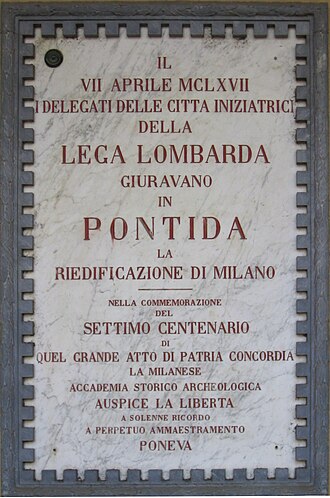 IL
VII APRILE MCLXVII
I DELEGATI DELLE CITTA INIZIATRICI
DELLA
LEGA LOMBARDA
GIURAVANO
IN
PONTIDA
LA
RIEDIFICAZIONE DI MILANO
NELLA COMMEMORAZIONE
DEL
SETTIMO CENTENARIO
DI
QUEL GRANDE ATTO DI PATRIA CONCORDIA
LA MILANESE
ACCADEMIA STORICO ARCHEOLOGICA
AUSPICE LA LIBERTA
A SOLENNE RICORDO
A PERPETUO AMMAESTRAMENTO
PONEVA